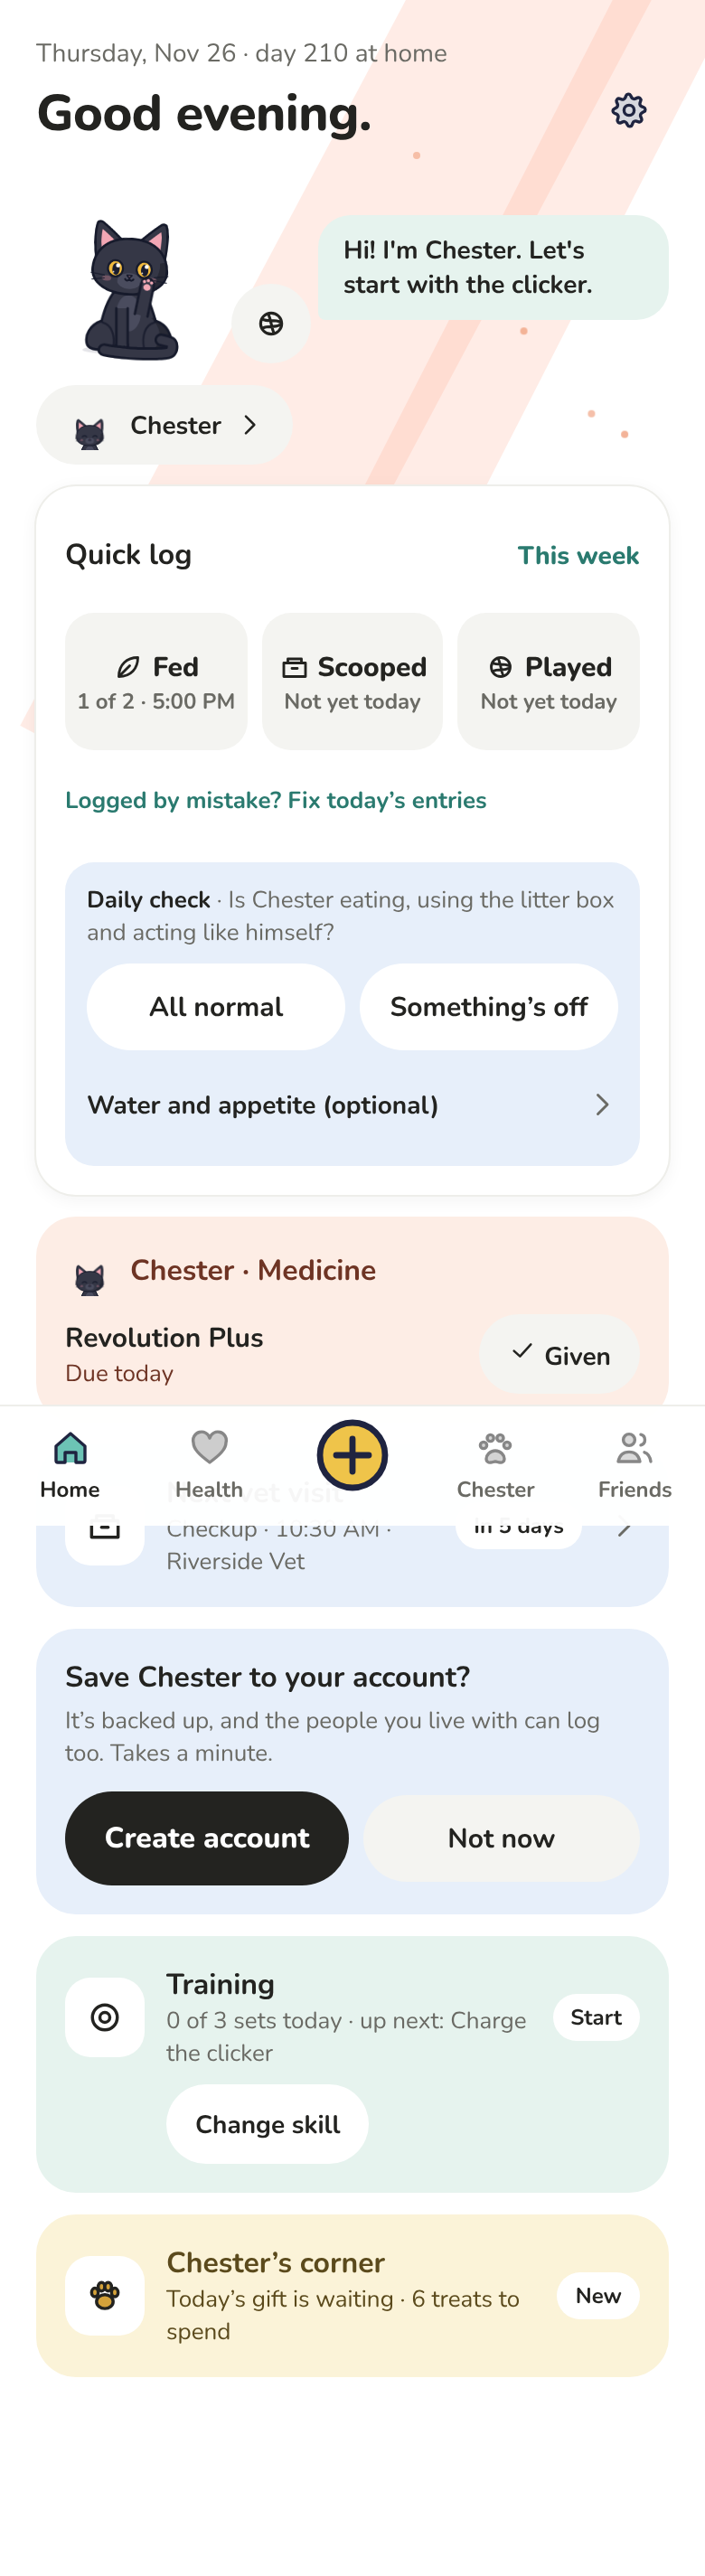 Thursday, Nov 26 · day 210 at home
Good evening.
Hi! I'm Chester. Let's
start with the clicker.
Chester
Quick log
This week
Fed
1 of 2 · 5:00 PM
Scooped
Not yet today
Played
Not yet today
Logged by mistake? Fix today’s entries
Daily check · Is Chester eating, using the litter box
and acting like himself?
All normal
Something’s off
Water and appetite (optional)
Chester · Medicine
Revolution Plus
Due today
Given
Home
Health
Chester
Friends
vet visit
Checkup · 10:30 AM ·
Riverside Vet
In 5 days
Save Chester to your account?
It’s backed up, and the people you live with can log
too. Takes a minute.
Create account
Not now
Training
0 of 3 sets today · up next: Charge
the clicker
Start
Change skill
Chester’s corner
Today’s gift is waiting · 6 treats to
spend
New